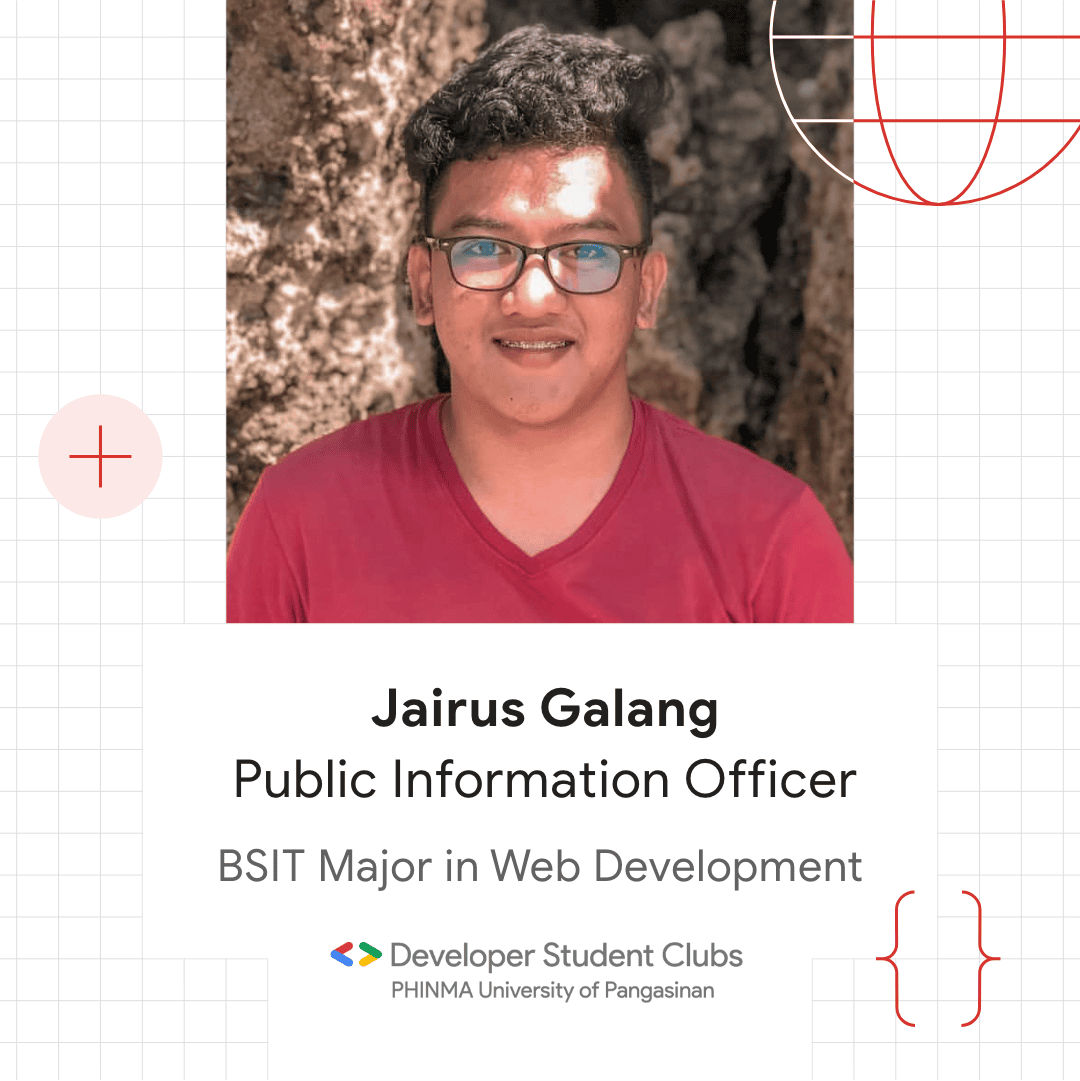 Jairus Galang
Public Information Officer
BSIT Major in Web Development
Developer Student Clubs
PHINMA University of Pangasinan